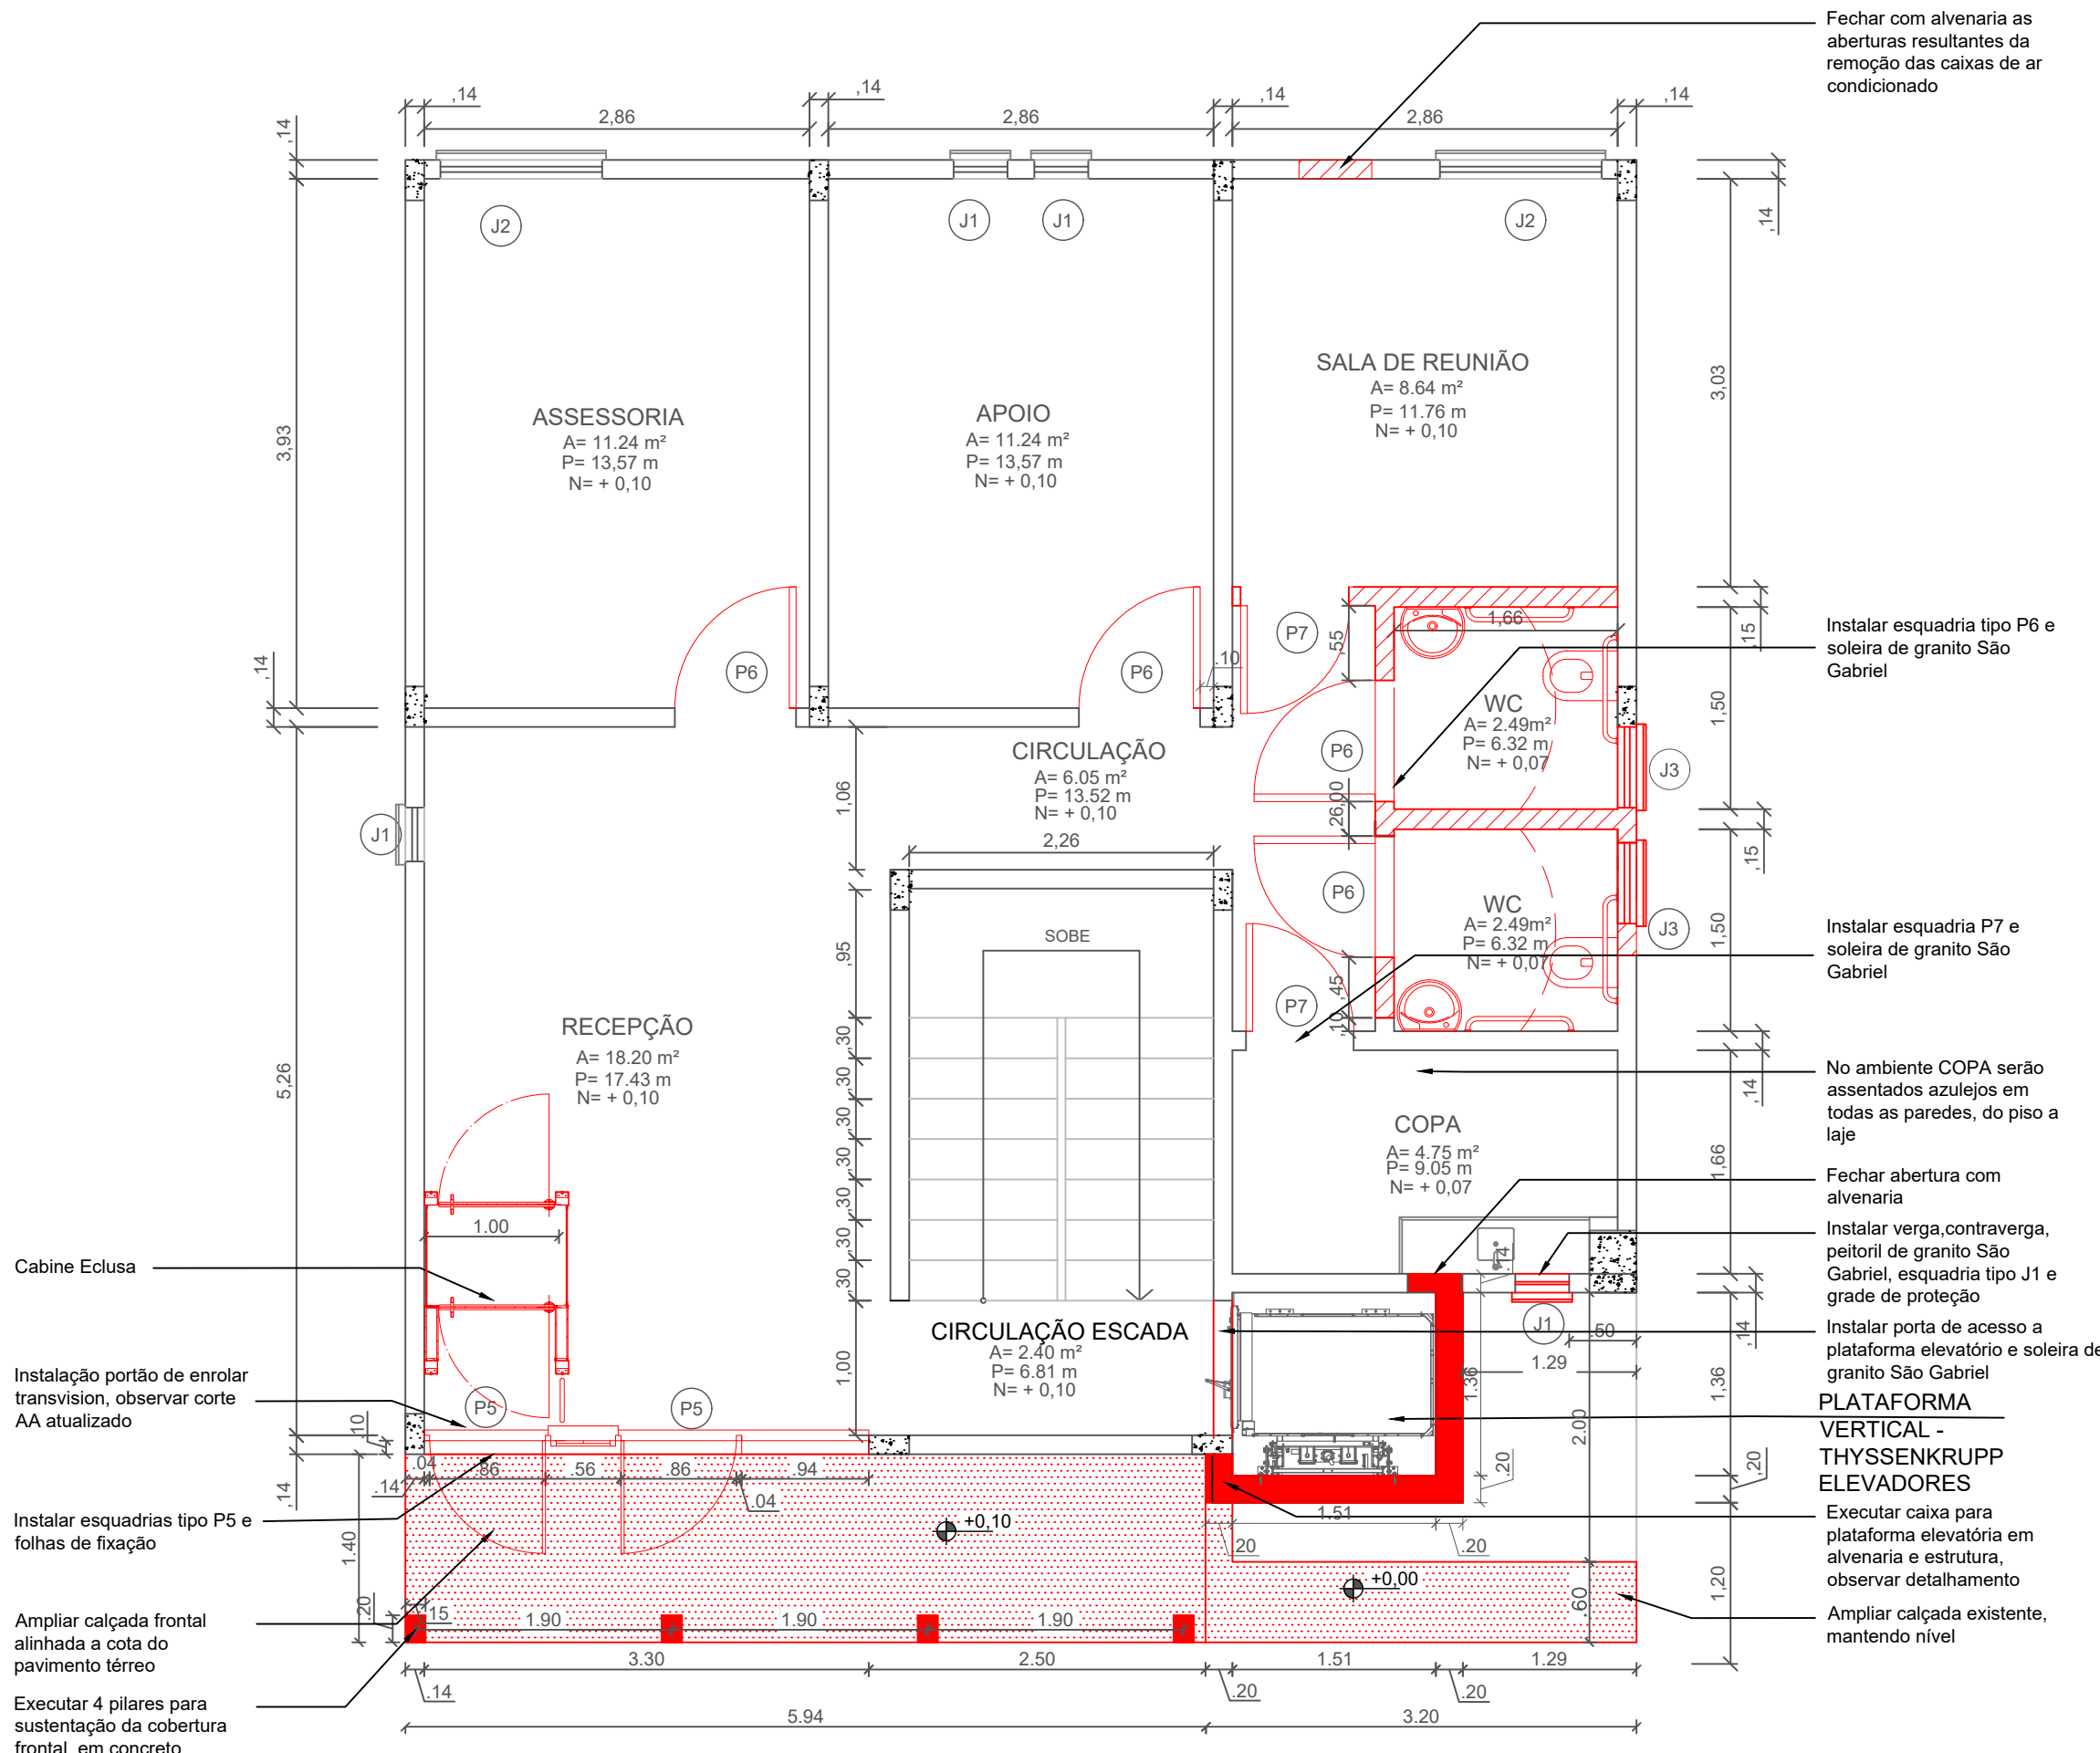 Fechar com alvenaria as
aberturas resultantes da
remoção das caixas de ar
condicionado
,14
2,86
,14
2,86
,14
2,86
,14
,14
3,93
,14
5,26
,14
J2
J1
J1
J2
,14
3,03
ASSESSORIA
A= 11.24 m²
P= 13,57 m
N= + 0,10
APOIO
A= 11.24 m²
P= 13,57 m
N= + 0,10
SALA DE REUNIÃO
A= 8.64 m²
P= 11.76 m
N= + 0,10
P6
P6
P7
,55
.10
1,66
,15
1,50
Instalar esquadria tipo P6 e
soleira de granito São
Gabriel
WC
A= 2.49m²
P= 6.32 m
N= + 0,07
P6
J3
CIRCULAÇÃO
A= 6.05 m²
P= 13.52 m
N= + 0,10
1,06
2,26
J1
26,00
,15
P6
WC
A= 2.49m²
P= 6.32 m
N= + 0,07
J3
1,50
Instalar esquadria P7 e
soleira de granito São
Gabriel
SOBE
,95
,45
,10
P7
RECEPÇÃO
A= 18.20 m²
P= 17.43 m
N= + 0,10
,30
,30
,30
,30
,30
,30
,30
1,00
,14
No ambiente COPA serão
assentados azulejos em
todas as paredes, do piso a
laje
COPA
A= 4.75 m²
P= 9.05 m
N= + 0,07
1,66
Fechar abertura com
alvenaria
Instalar verga,contraverga,
peitoril de granito São
Gabriel, esquadria tipo J1 e
grade de proteção
1.00
Cabine Eclusa
,14
J1
.50
1.29
1.36
1,36
2.00
Instalar porta de acesso a
plataforma elevatório e soleira de
granito São Gabriel
CIRCULAÇÃO ESCADA
A= 2.40 m²
P= 6.81 m
N= + 0,10
PLATAFORMA
VERTICAL -
THYSSENKRUPP
ELEVADORES
Instalação portão de enrolar
transvision, observar corte
AA atualizado
P5
P5
.10
.04
.86
.56
.86
.94
.14
.04
.20
,20
1.51
.20
.20
Instalar esquadrias tipo P5 e
folhas de fixação
+0,10
+0,00
Executar caixa para
plataforma elevatória em
alvenaria e estrutura,
observar detalhamento
1.40
.20
1,20
.60
Ampliar calçada frontal
alinhada a cota do
pavimento térreo
.15
1.90
1.90
1.90
Ampliar calçada existente,
mantendo nível
3.30
2.50
1.51
1.29
.14
.20
.20
Executar 4 pilares para
sustentação da cobertura
frontal, em concreto
5.94
3.20